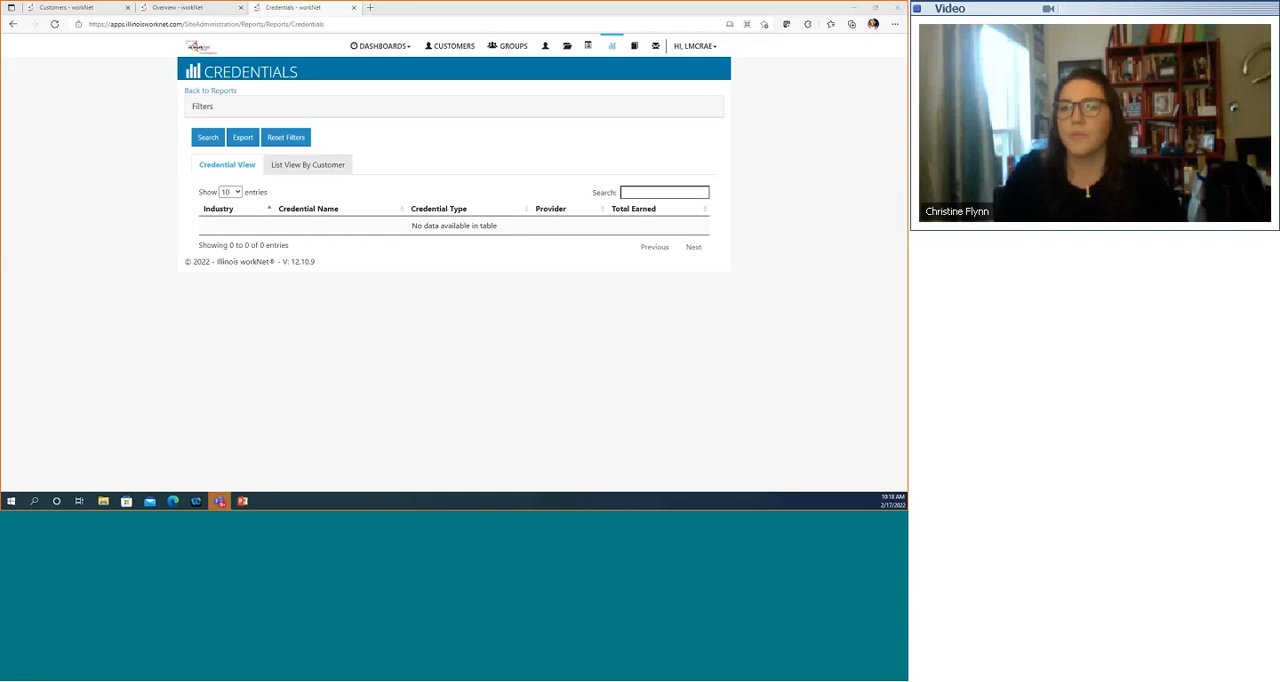 Customers - workNet
Overview - workNet
Credentials - workNet
https://apps.illinoisworknet.com/SiteAdministration/Reports/Reports/Credentials
DASHBOARDS
CUSTOMERS
GROUPS
HI, LMCRAE
CREDENTIALS
Back to Reports
Filters
Search
Export
Reset Filters
Credential View
List View By Customer
Show 10 entries
Search:
Industry
Credential Name
Credential Type
Provider
Total Earned
No data available in table
Showing 0 to 0 of 0 entries
Previous
Next
© 2022 - Illinois workNet® - V: 12.10.9
10:18 AM
2/17/2022
Video
Christine Flynn